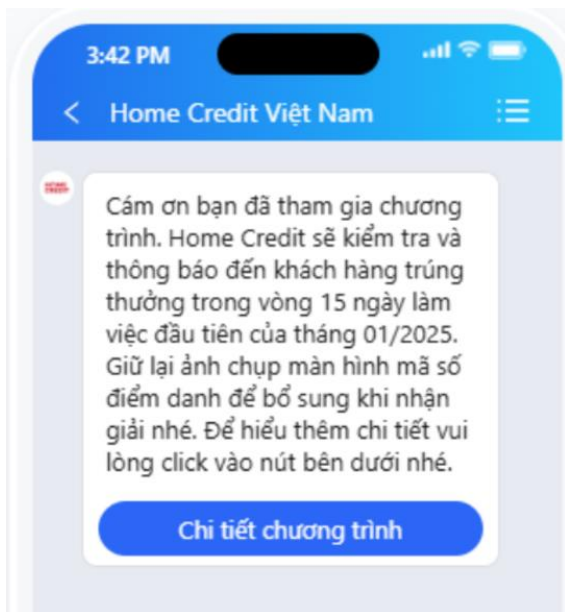 3:42 PM
Home Credit Việt Nam
HOME
CREDIT
Cám ơn bạn đã tham gia chương
trình. Home Credit sẽ kiểm tra và
thông báo đến khách hàng trúng
thưởng trong vòng 15 ngày làm
việc đầu tiên của tháng 01/2025.
Giữ lại ảnh chụp màn hình mã số
điểm danh để bổ sung khi nhận
giải nhé. Để hiểu thêm chi tiết vui
lòng click vào nút bên dưới nhé.
Chi tiết chương trình